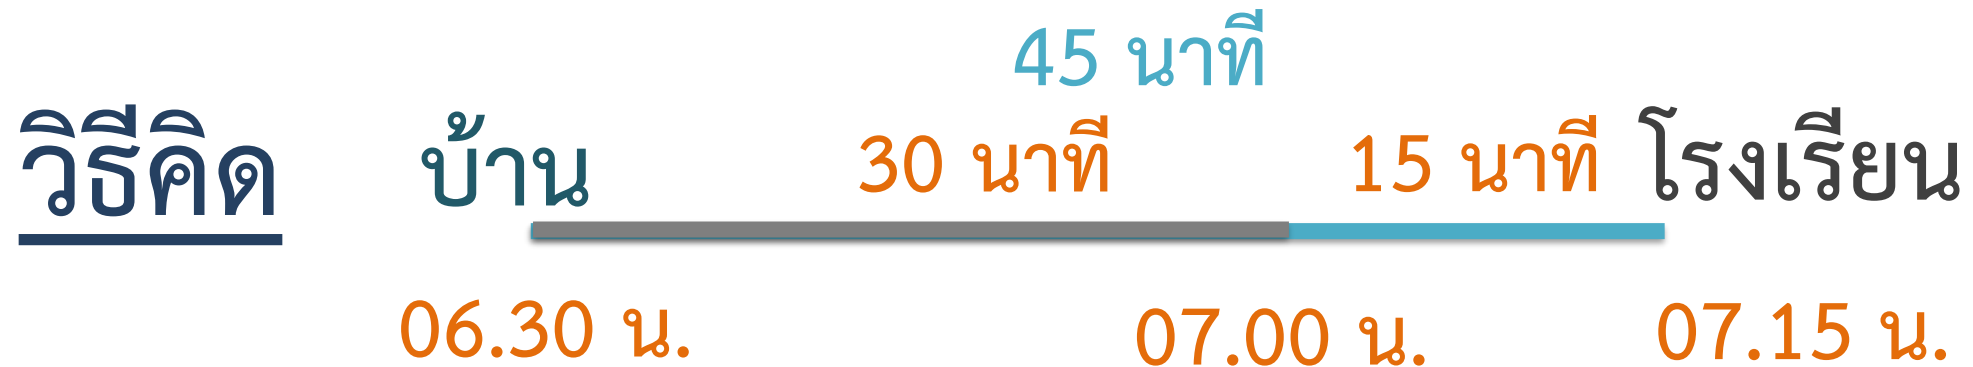 45 นาที
วิธีคิด บ้าน 30 นาที 15 นาที โรงเรียน
06.30 น. 07.00 น. 07.15 น.